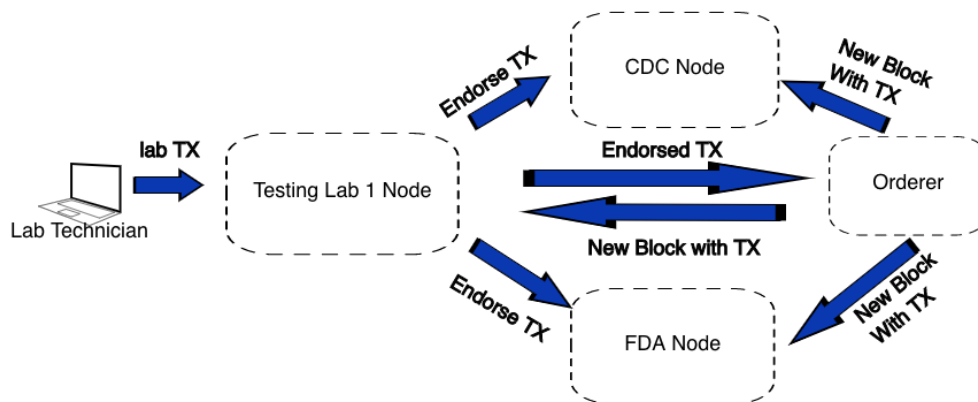 lab TX
Lab Technician
Testing Lab 1 Node
Endorse TX
CDC Node
New Block
With TX
Endorsed TX
Orderer
New Block with TX
Endorse TX
FDA Node
New Block
With TX